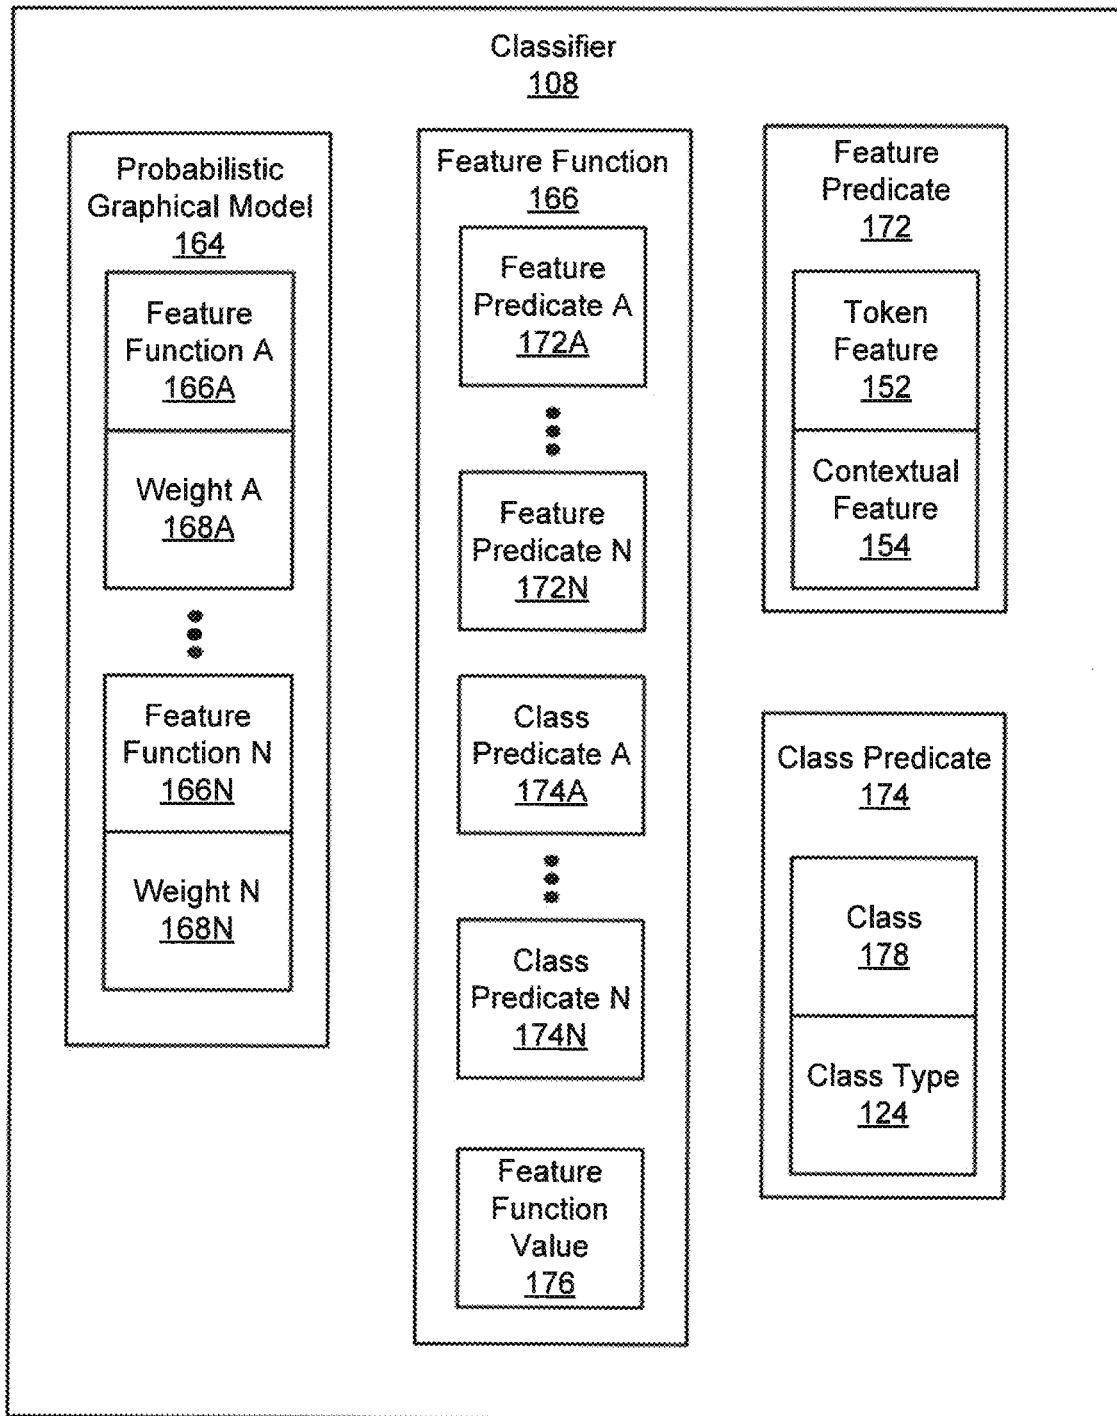 Classifier
108
Probabilistic
Graphical Model
164
Feature
Function A
166A
Weight A
168A
Feature
Function N
166N
Weight N
168N
Feature Function
166
Feature
Predicate A
172A
Feature
Predicate N
172N
Class
Predicate A
174A
Class
Predicate N
174N
Feature
Function
Value
176
Feature
Predicate
172
Token
Feature
152
Contextual
Feature
154
Class Predicate
174
Class
178
Class Type
124